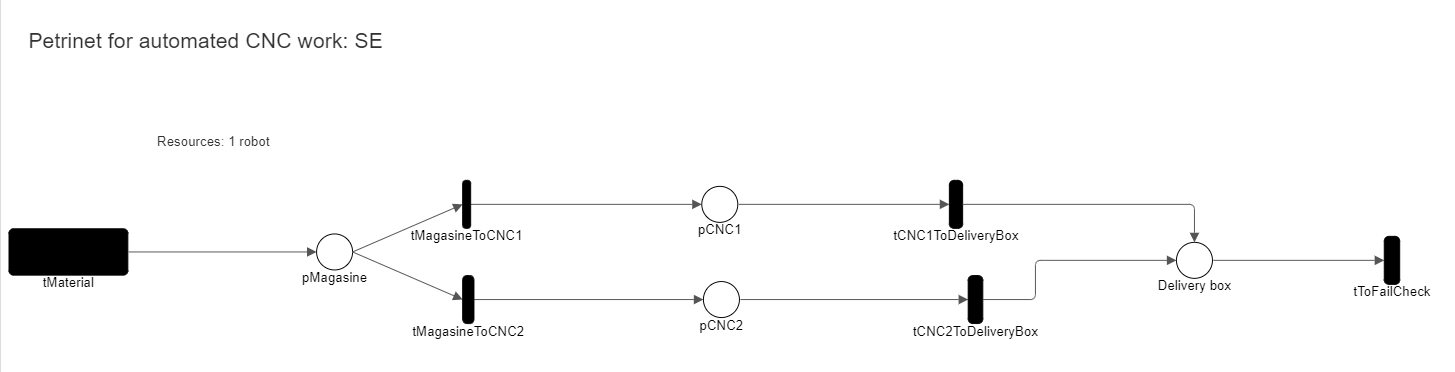 Petrinet for automated CNC work: SE
Resources: 1 robot
tMaterial
pMagasine
tMagasineToCNC1
tMagasineToCNC2
pCNC1
pCNC2
tCNC1ToDeliveryBox
tCNC2ToDeliveryBox
Delivery box
tToFailCheck